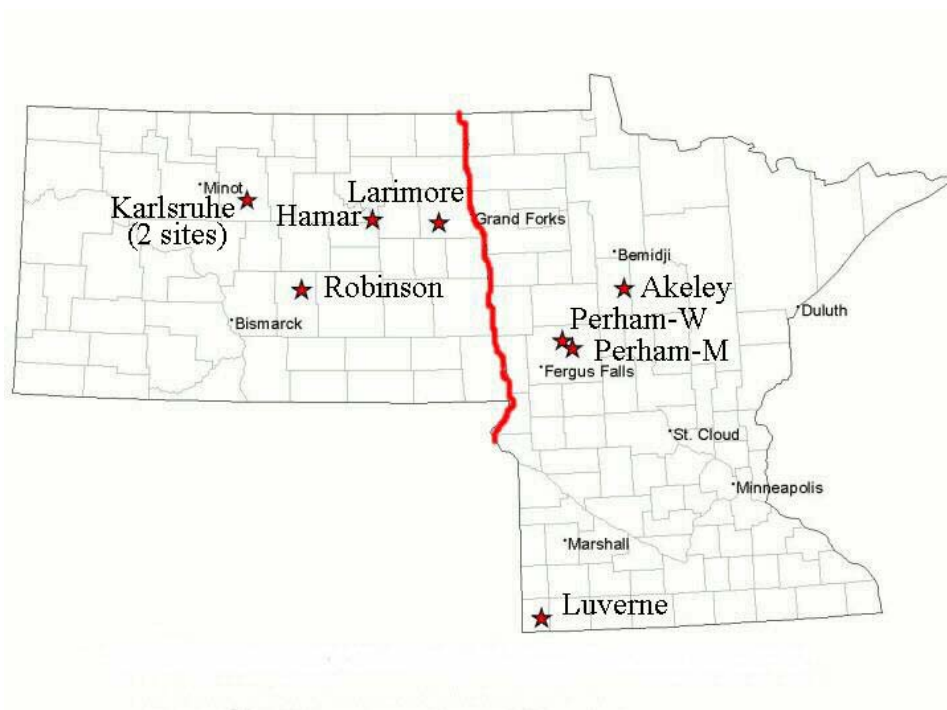 Minot
Karlsruhe
(2 sites)
Larimore
Hamar
Grand Forks
Robinson
Bismarck
Bemidji
Akeley
Perham-W
Perham-M
Fergus Falls
Duluth
St. Cloud
Minneapolis
Marshall
Luverne